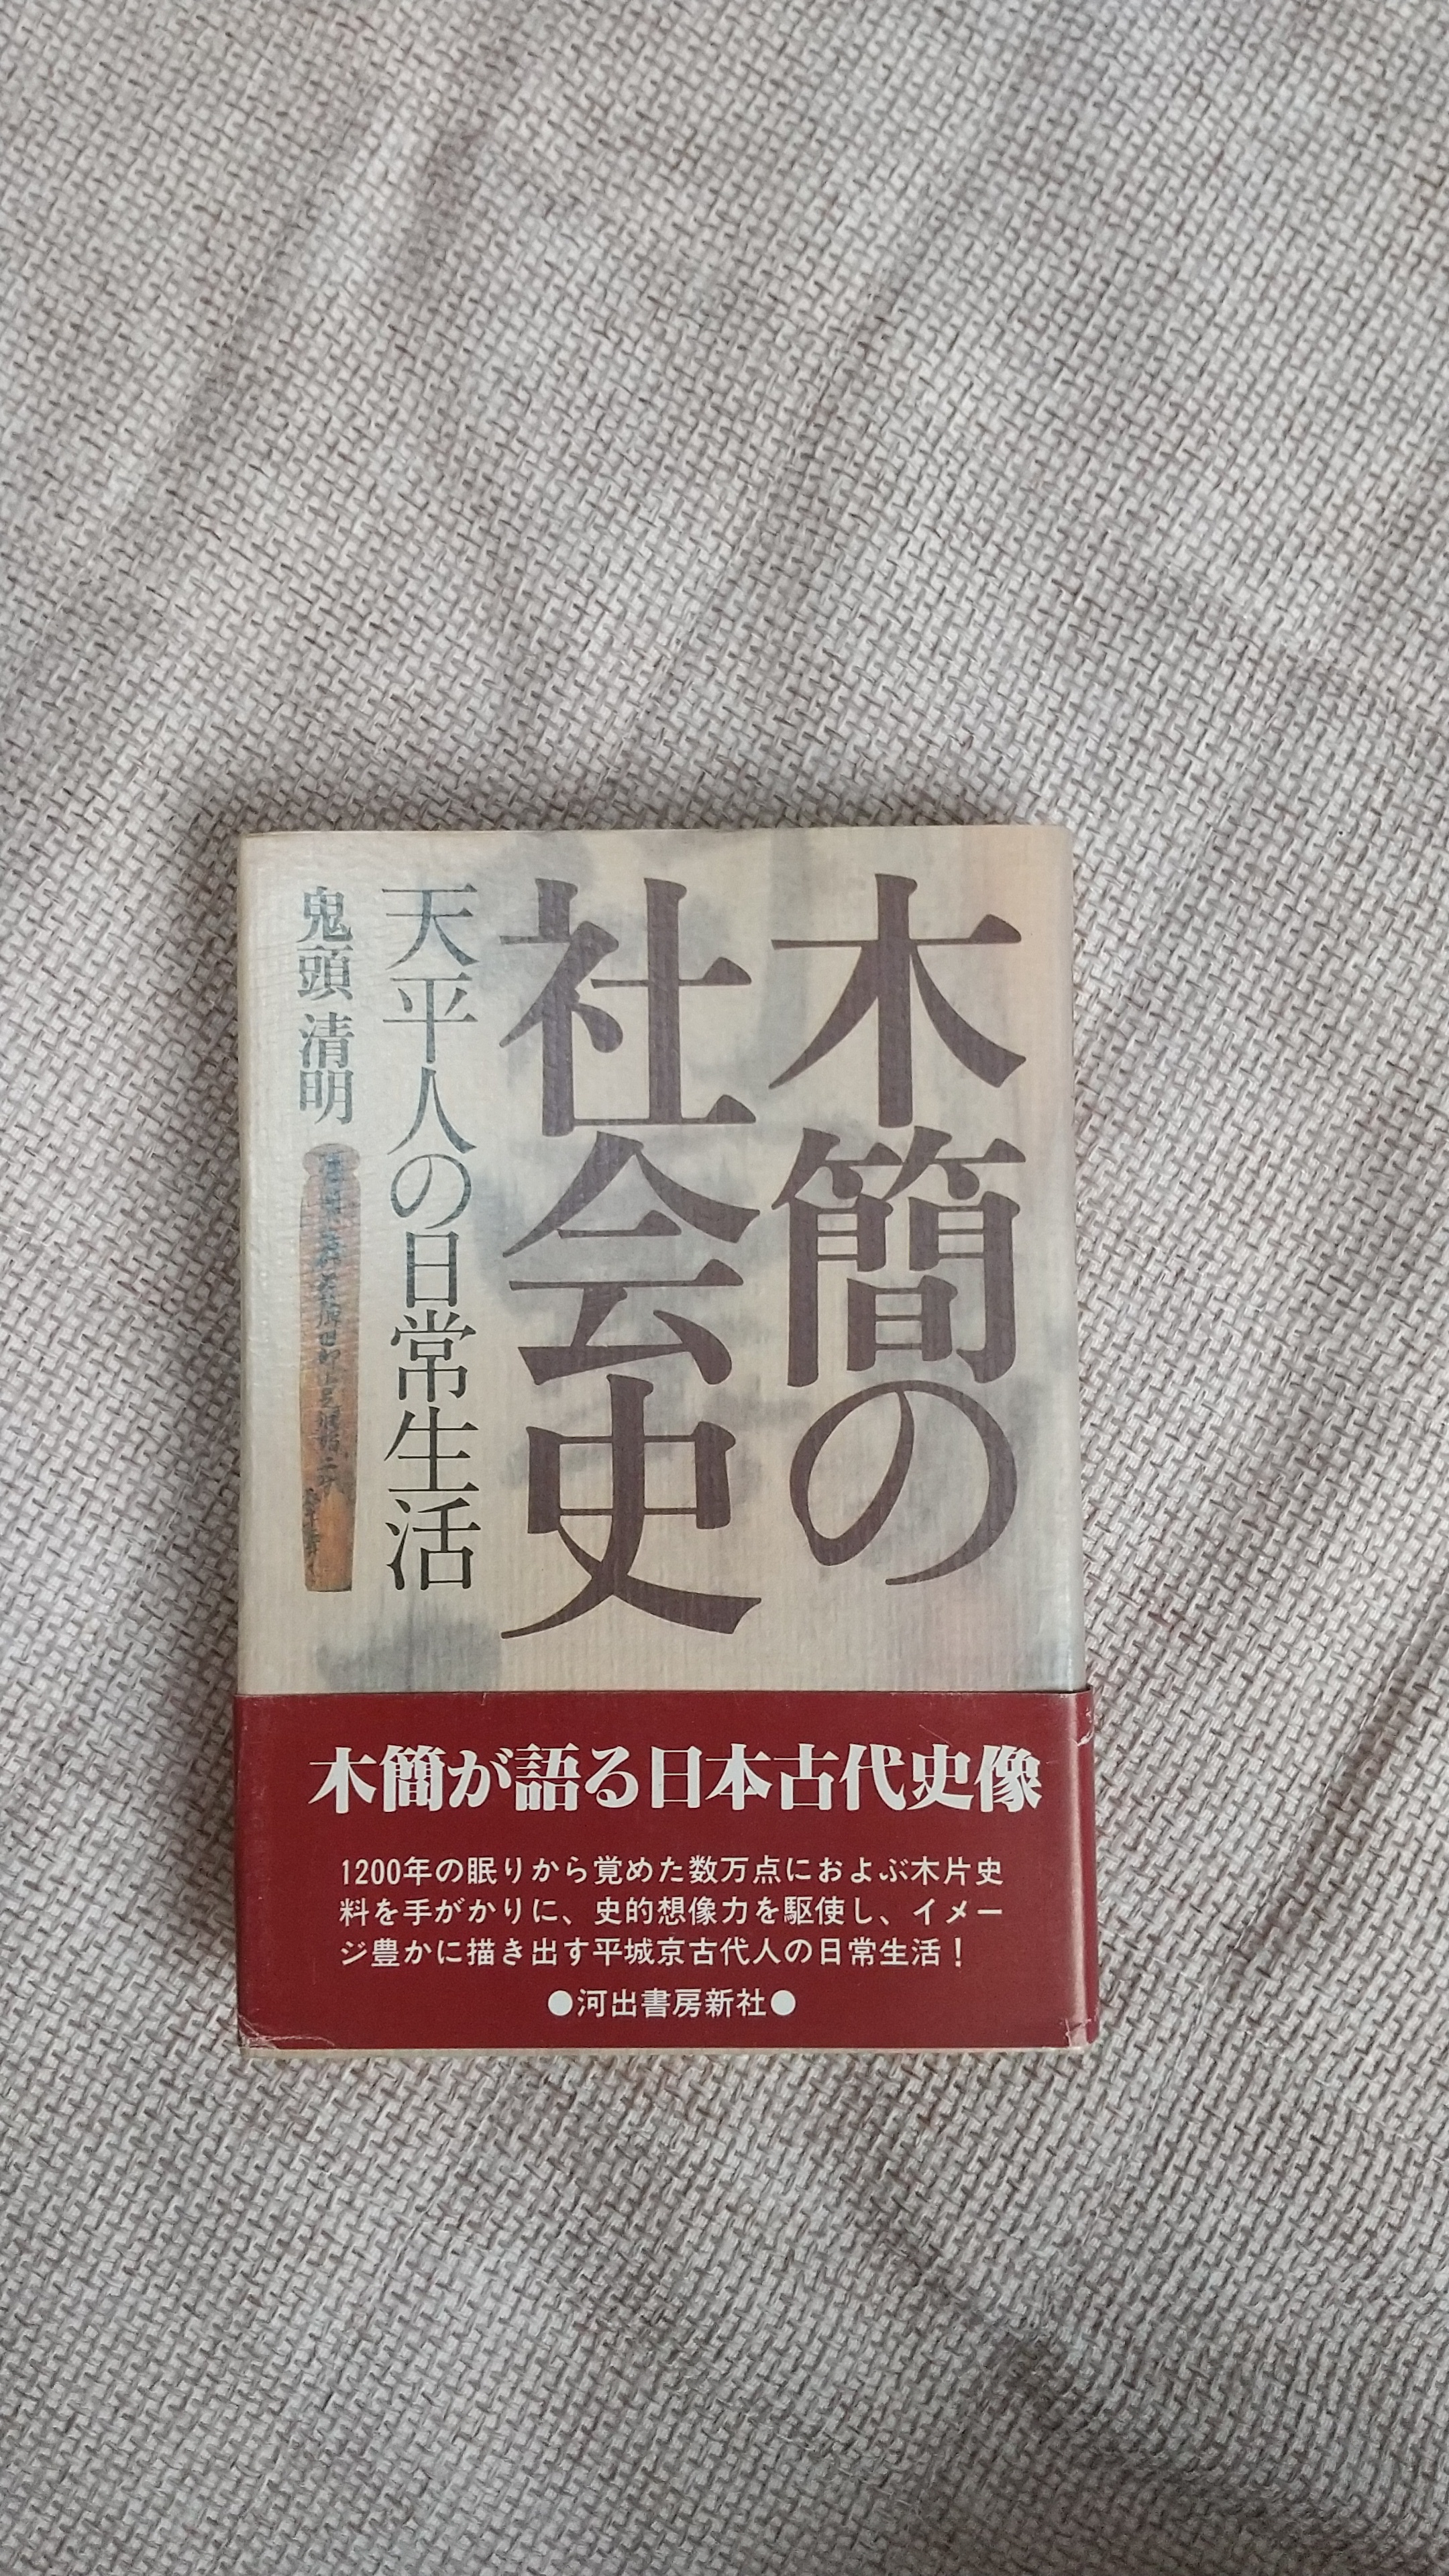 木簡の
社会史
天平人の日常生活
鬼頭清明
木簡が語る日本古代史像
1200年の眠りから覚めた数万点におよぶ木片史
料を手がかりに、史的想像力を駆使し、イメー
ジ豊かに描き出す平城京古代人の日常生活！
●河出書房新社●